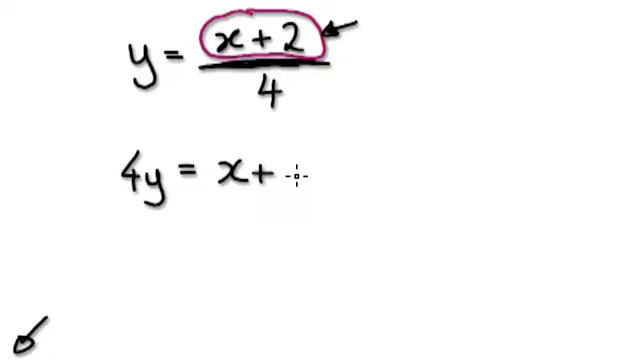 y = (x + 2)/4
4y = x +